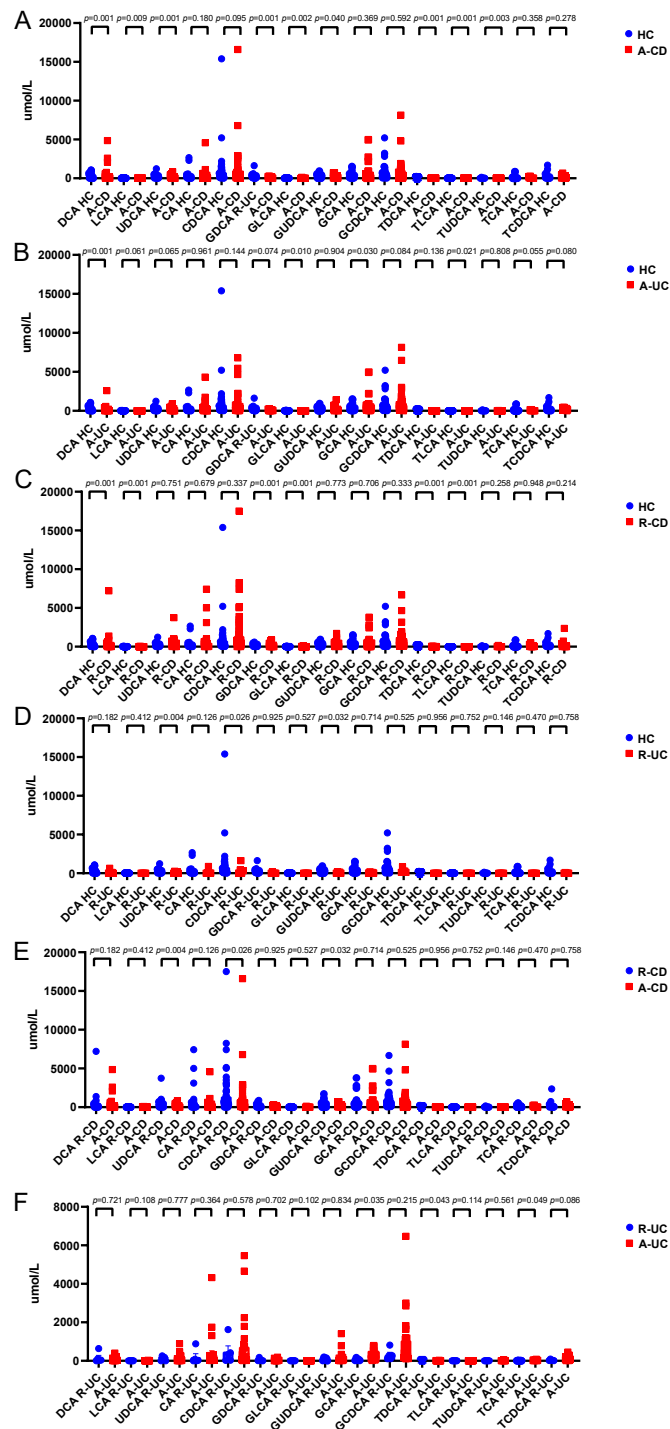 A
p=0.001 p=0.009 p=0.001 p=0.180 p=0.095 p=0.001 p=0.002 p=0.040 p=0.369 p=0.592 p=0.001 p=0.001 p=0.003 p=0.358 p=0.278
20000
15000
10000
5000
0
umol/L
HC
A-CD
DCA HC A-CD LCA HC A-CD UDCA HC A-CD CA HC A-CD CDCA HC A-CD GDCA R-UC A-CD GLCA HC A-CD GUDCA HC A-CD GCA HC A-CD GCDCA HC A-CD TDCA HC A-CD TLCA HC A-CD TUDCA HC A-CD TCA HC A-CD TCDCA HC A-CD
B
p=0.001 p=0.061 p=0.065 p=0.961 p=0.144 p=0.074 p=0.010 p=0.904 p=0.030 p=0.084 p=0.136 p=0.021 p=0.808 p=0.055 p=0.080
20000
15000
10000
5000
0
umol/L
HC
A-UC
DCA HC A-UC LCA HC A-UC UDCA HC A-UC CA HC A-UC CDCA HC A-UC GDCA R-UC A-UC GLCA HC A-UC GUDCA HC A-UC GCA HC A-UC GCDCA HC A-UC TDCA HC A-UC TLCA HC A-UC TUDCA HC A-UC TCA HC A-UC TCDCA HC A-UC
C
p=0.001 p=0.001 p=0.751 p=0.679 p=0.337 p=0.001 p=0.001 p=0.773 p=0.706 p=0.333 p=0.001 p=0.001 p=0.258 p=0.948 p=0.214
20000
15000
10000
5000
0
umol/L
HC
R-CD
DCA HC R-CD LCA HC R-CD UDCA HC R-CD CA HC R-CD CDCA HC R-CD GDCA HC R-CD GLCA HC R-CD GUDCA HC R-CD GCA HC R-CD GCDCA HC R-CD TDCA HC R-CD TLCA HC R-CD TUDCA HC R-CD TCA HC R-CD TCDCA HC R-CD
D
p=0.182 p=0.412 p=0.004 p=0.126 p=0.026 p=0.925 p=0.527 p=0.032 p=0.714 p=0.525 p=0.956 p=0.752 p=0.146 p=0.470 p=0.758
20000
15000
10000
5000
0
umol/L
HC
R-UC
DCA HC R-UC LCA HC R-UC UDCA HC R-UC CA HC R-UC CDCA HC R-UC GDCA R-UC R-UC GLCA HC R-UC GUDCA HC R-UC GCA HC R-UC GCDCA HC R-UC TDCA HC R-UC TLCA HC R-UC TUDCA HC R-UC TCA HC R-UC TCDCA HC R-UC
E
p=0.182 p=0.412 p=0.004 p=0.126 p=0.026 p=0.925 p=0.527 p=0.032 p=0.714 p=0.525 p=0.956 p=0.752 p=0.146 p=0.470 p=0.758
20000
15000
10000
5000
0
umol/L
R-CD
A-CD
DCA R-CD A-CD LCA R-CD A-CD UDCA R-CD A-CD CA R-CD A-CD CDCA R-CD A-CD GDCA R-CD A-CD GLCA R-CD A-CD GUDCA R-CD A-CD GCA R-CD A-CD GCDCA R-CD A-CD TDCA R-CD A-CD TLCA R-CD A-CD TUDCA R-CD A-CD TCA R-CD A-CD TCDCA R-CD A-CD
F
p=0.721 p=0.108 p=0.777 p=0.364 p=0.578 p=0.702 p=0.102 p=0.834 p=0.035 p=0.215 p=0.043 p=0.114 p=0.561 p=0.049 p=0.086
8000
6000
4000
2000
0
umol/L
R-UC
A-UC
DCA R-UC A-UC LCA R-UC A-UC UDCA R-UC A-UC CA R-UC A-UC CDCA R-UC A-UC GDCA R-UC A-UC GLCA R-UC A-UC GUDCA R-UC A-UC GCA R-UC A-UC GCDCA R-UC A-UC TDCA R-UC A-UC TLCA R-UC A-UC TUDCA R-UC A-UC TCA R-UC A-UC TCDCA R-UC A-UC